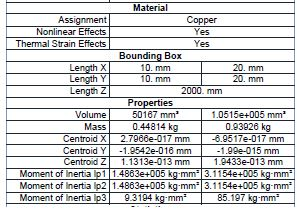 Material
Assignment Copper
Nonlinear Effects Yes
Thermal Strain Effects Yes
Bounding Box
Length X 10. mm 20. mm
Length Y 10. mm 20. mm
Length Z 2000. mm
Properties
Volume 50167 mm³ 1.0515e+005 mm³
Mass 0.44814 kg 0.93926 kg
Centroid X 2.7966e-017 mm -6.9517e-017 mm
Centroid Y -1.9542e-016 mm -1.99e-015 mm
Centroid Z 1.1313e-013 mm 1.9433e-013 mm
Moment of Inertia Ip1 1.4863e+005 kg·mm² 3.1154e+005 kg·mm²
Moment of Inertia Ip2 1.4863e+005 kg·mm² 3.1154e+005 kg·mm²
Moment of Inertia Ip3 9.3194 kg·mm² 85.197 kg·mm²